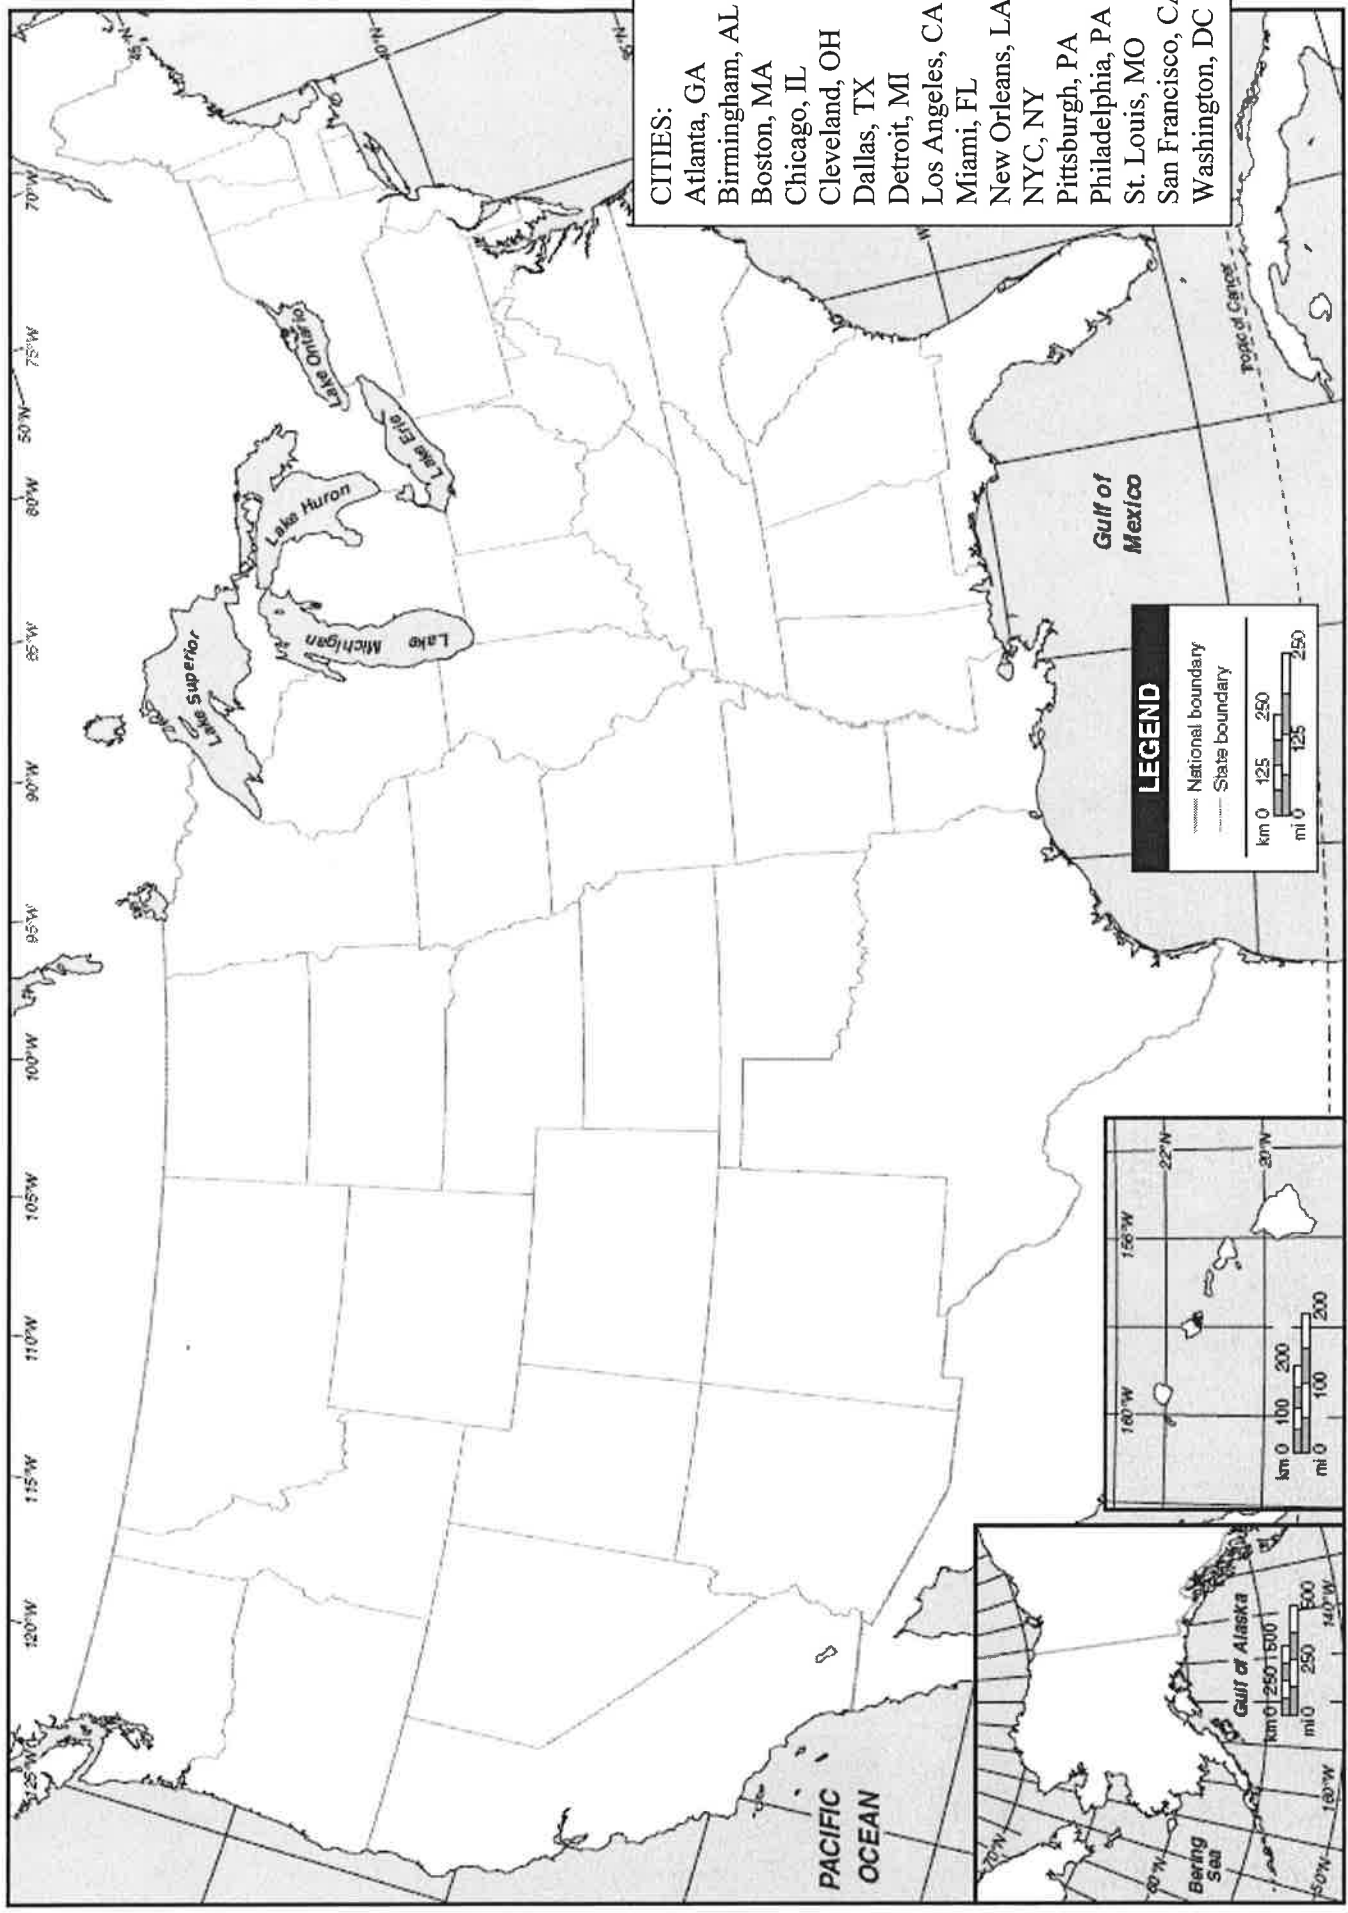 125°W
120°W
115°W
110°W
105°W
100°W
95°W
90°W
85°W
80°W
50°N
75°W
70°W
45°N
40°N
Lake Superior
Lake Huron
Lake Ontario
Lake Erie
Lake Michigan
CITIES:
Atlanta, GA
Birmingham, AL
Boston, MA
Chicago, IL
Cleveland, OH
Dallas, TX
Detroit, MI
Los Angeles, CA
Miami, FL
New Orleans, LA
NYC, NY
Pittsburgh, PA
Philadelphia, PA
St. Louis, MO
San Francisco, CA
Washington, DC
PACIFIC
OCEAN
Gulf of
Mexico
Tropic of Cancer
LEGEND
National boundary
State boundary
km 0 125 250
mi 0 125 250
160°W
156°W
22°N
20°N
km 0 100 200
mi 0 100 200
70°N
60°N
50°N
Bering
Sea
Gulf of Alaska
km 0 250 500
mi 0 250 500
160°W
140°W